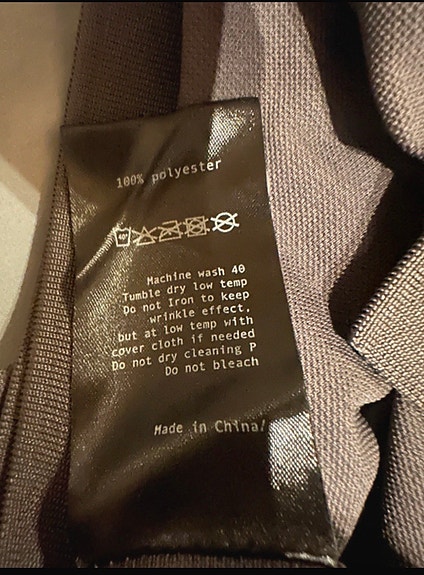 100% polyester
40°
Machine wash 40
Tumble dry low temp
Do not Iron to keep
wrinkle effect,
but at low temp with
cover cloth if needed
Do not dry cleaning P
Do not bleach
Made in China/